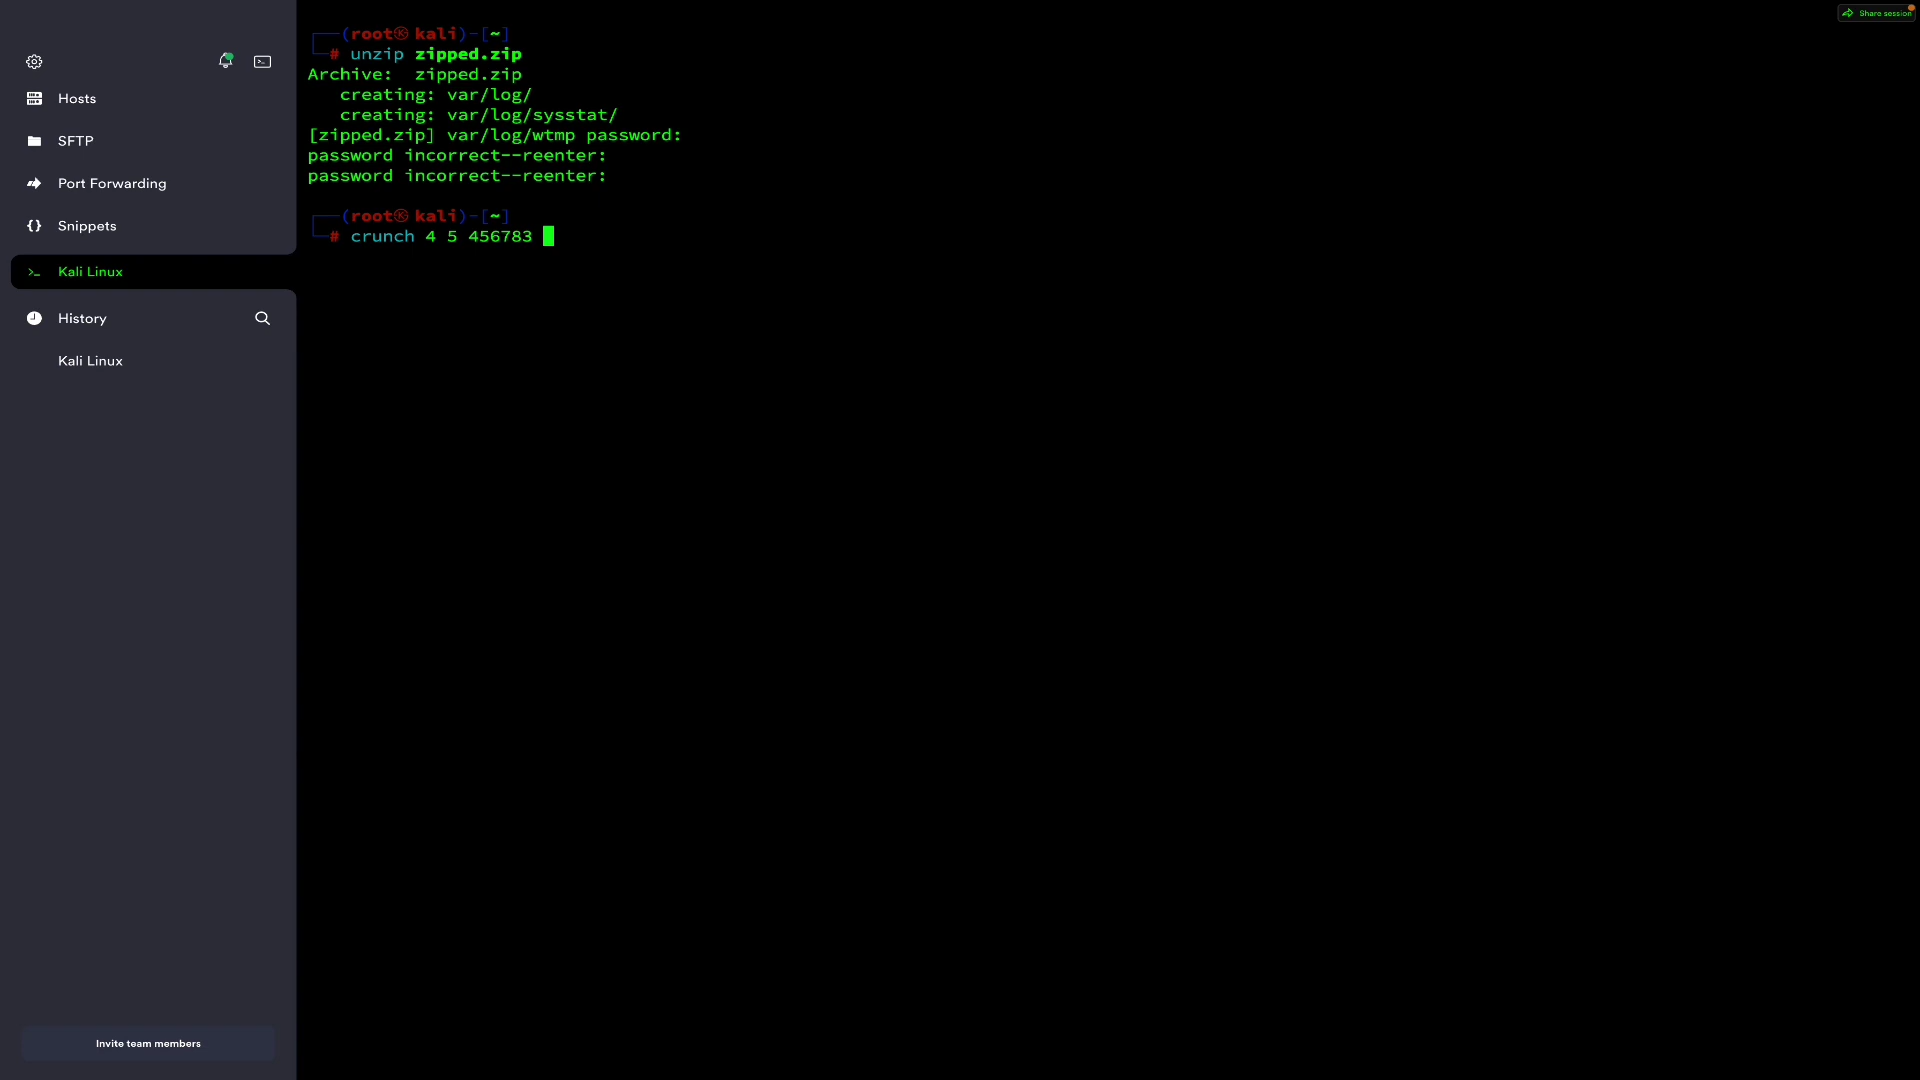 Share session
┌──(root㉿kali)-[~]
└─# unzip zipped.zip
Archive:  zipped.zip
   creating: var/log/
   creating: var/log/sysstat/
[zipped.zip] var/log/wtmp password:
password incorrect--reenter:
password incorrect--reenter:
┌──(root㉿kali)-[~]
└─# crunch 4 5 456783
Hosts
SFTP
Port Forwarding
Snippets
Kali Linux
History
Kali Linux
Invite team members